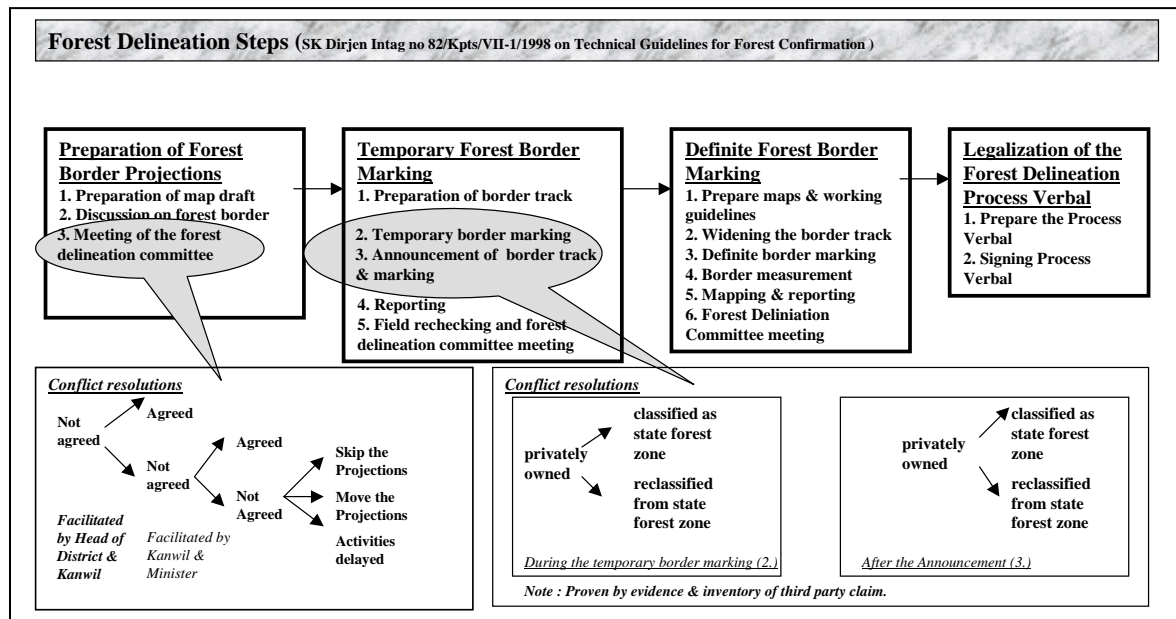 Forest Delineation Steps (SK Dirjen Intag no 82/Kpts/VII-1/1998 on Technical Guidelines for Forest Confirmation )
Preparation of Forest
Border Projections
1. Preparation of map draft
2. Discussion on forest border
3. Meeting of the forest
delineation committee
Temporary Forest Border
Marking
1. Preparation of border track
2. Temporary border marking
3. Announcement of border track
& marking
4. Reporting
5. Field rechecking and forest
delineation committee meeting
Definite Forest Border
Marking
1. Prepare maps & working
guidelines
2. Widening the border track
3. Definite border marking
4. Border measurement
5. Mapping & reporting
6. Forest Deliniation
Committee meeting
Legalization of the
Forest Delineation
Process Verbal
1. Prepare the Process
Verbal
2. Signing Process
Verbal
Conflict resolutions
Not
agreed
Agreed
Not
agreed
Agreed
Not
Agreed
Skip the
Projections
Move the
Projections
Activities
delayed
Facilitated
by Head of
District &
Kanwil
Facilitated by
Kanwil &
Minister
Conflict resolutions
privately
owned
classified as
state forest
zone
reclassified
from state
forest zone
During the temporary border marking (2.)
privately
owned
classified as
state forest
zone
reclassified
from state
forest zone
After the Announcement (3.)
Note : Proven by evidence & inventory of third party claim.